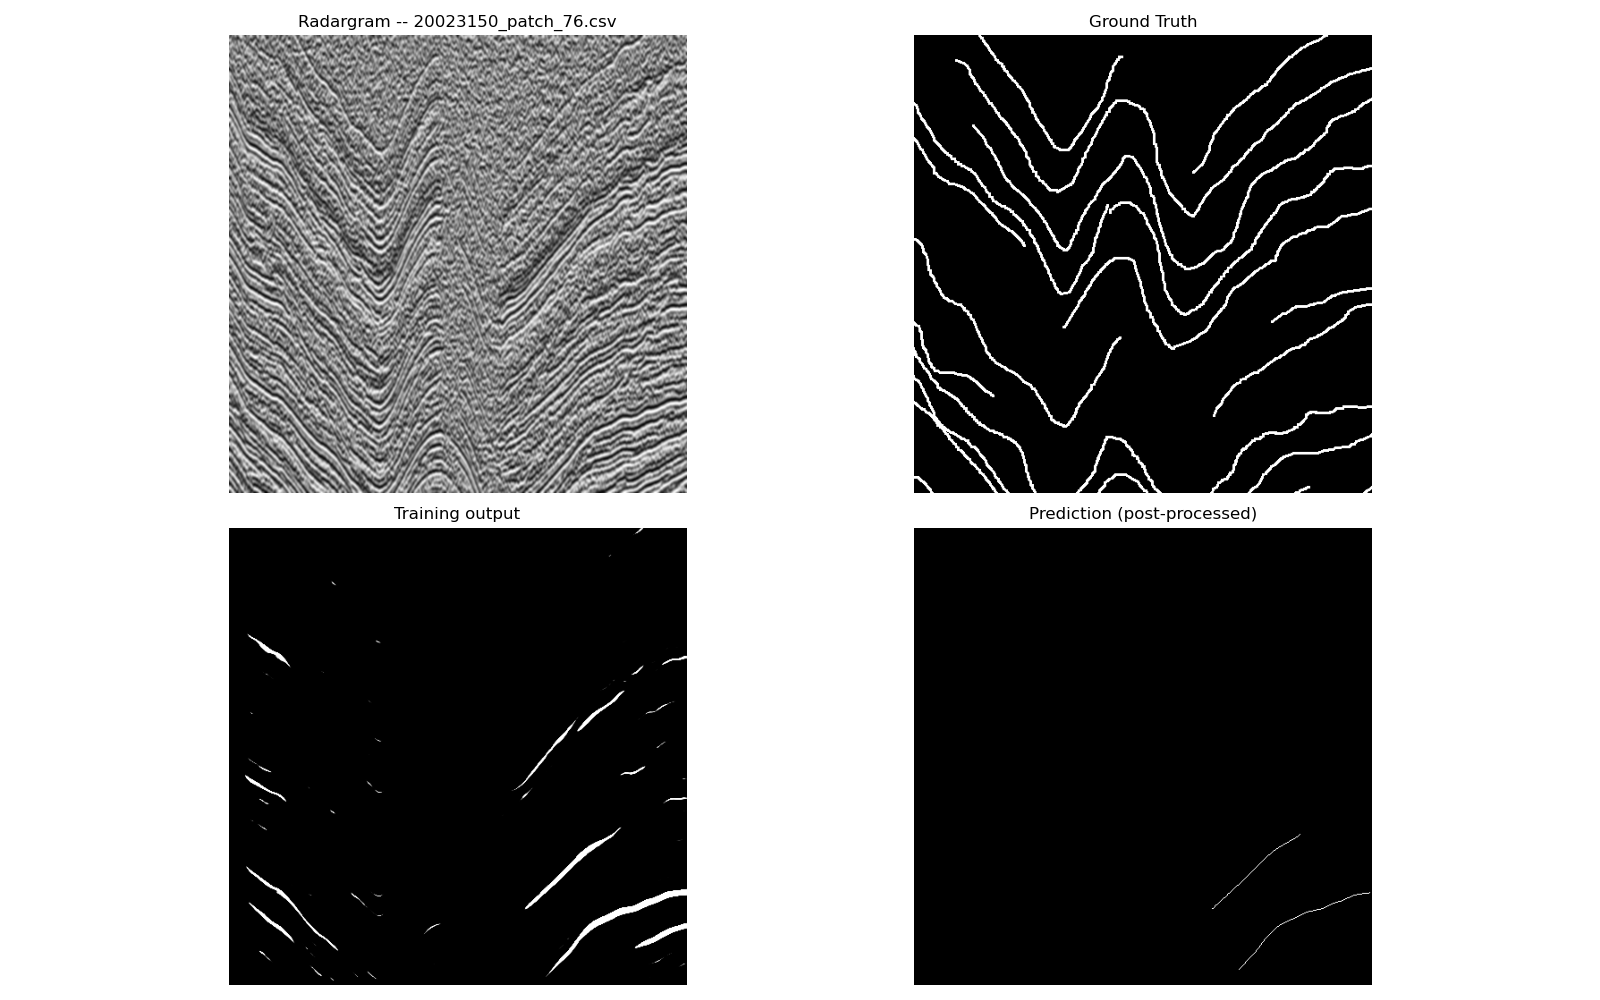 Radargram -- 20023150_patch_76.csv
Ground Truth
Training output
Prediction (post-processed)